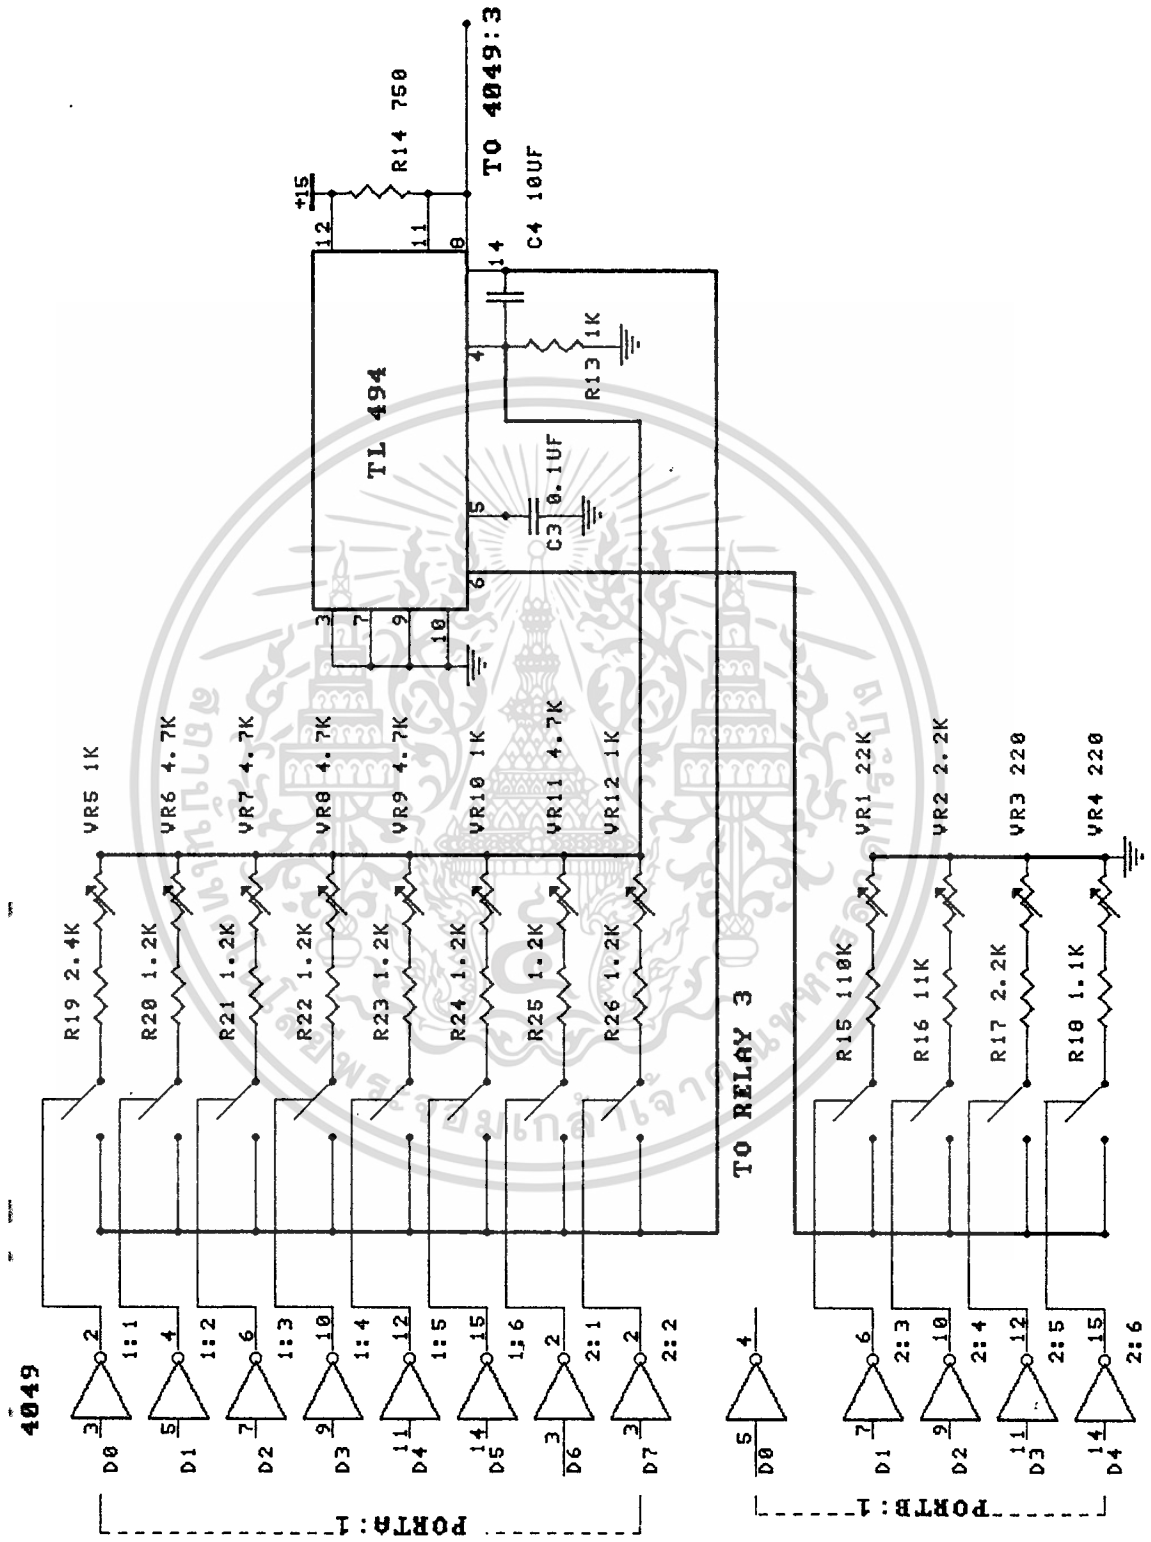 4049
PORTA:1
D0 3 2 1:1 R19 2.4K VR5 1K
D1 5 4 1:2 R20 1.2K VR6 4.7K
D2 7 6 1:3 R21 1.2K VR7 4.7K
D3 9 10 1:4 R22 1.2K VR8 4.7K
D4 11 12 1:5 R23 1.2K VR9 4.7K
D5 14 15 1:6 R24 1.2K VR10 1K
D6 3 2 2:1 R25 1.2K VR11 4.7K
D7 3 2 2:2 R26 1.2K VR12 1K
TO RELAY 3
PORTB:1
D0 5 4
D1 7 6 2:3 R15 110K VR1 22K
D2 9 10 2:4 R16 11K VR2 2.2K
D3 11 12 2:5 R17 2.2K VR3 220
D4 14 15 2:6 R18 1.1K VR4 220
TL 494
3
7
9
10
6
5
4
14
12
11
8
+15
R14 750
TO 4049:3
C4 10UF
R13 1K
C3 0.1UF